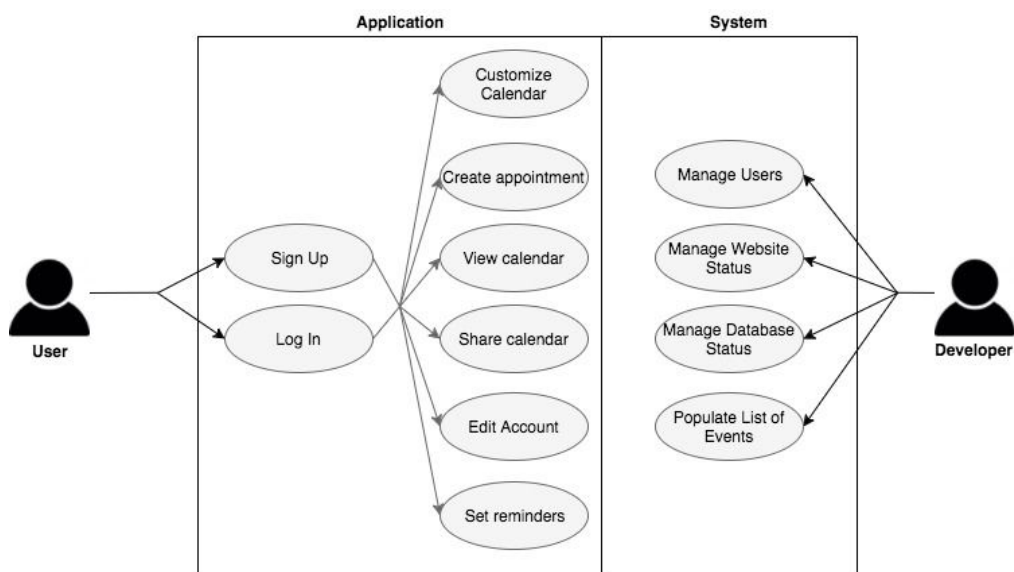 Application
System
Customize
Calendar
Create appointment
Manage Users
Sign Up
View calendar
Manage Website
Status
User
Log In
Share calendar
Manage Database
Status
Developer
Edit Account
Populate List of
Events
Set reminders